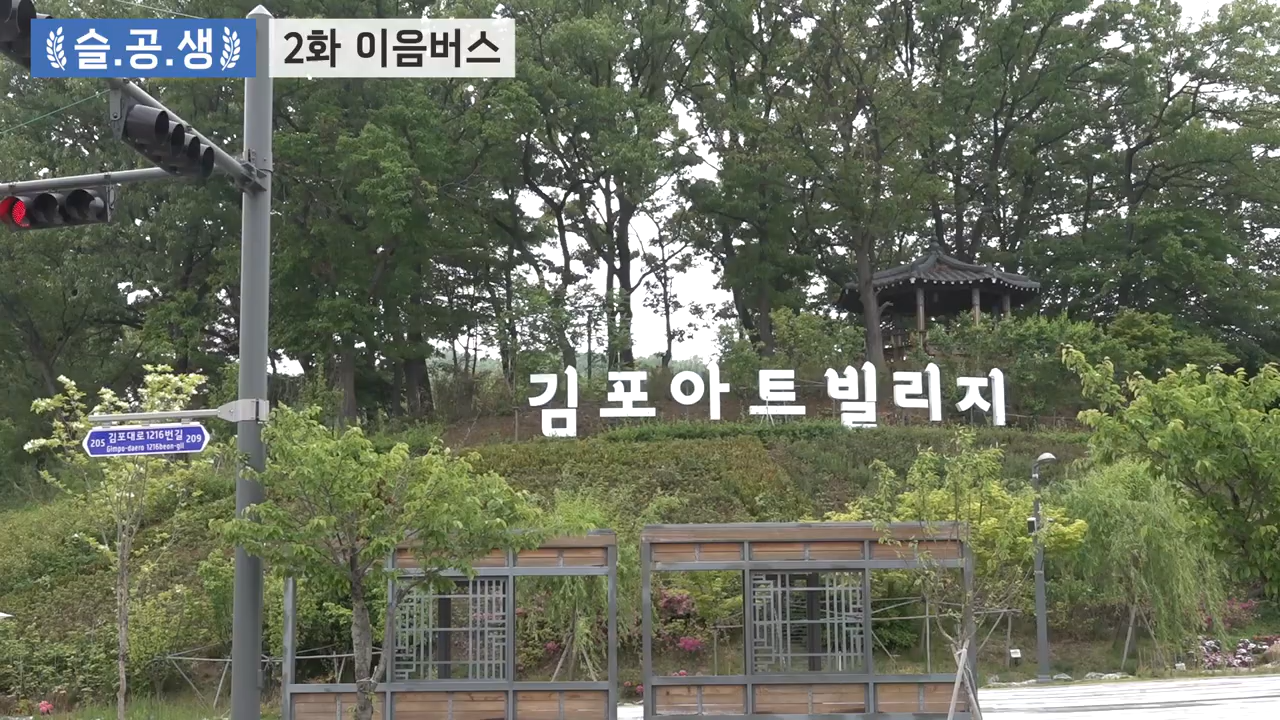 슬.공.생
2화 이음버스
김포아트빌리지
205 김포대로1216번길 209
Gimpo-daero 1216beon-gil